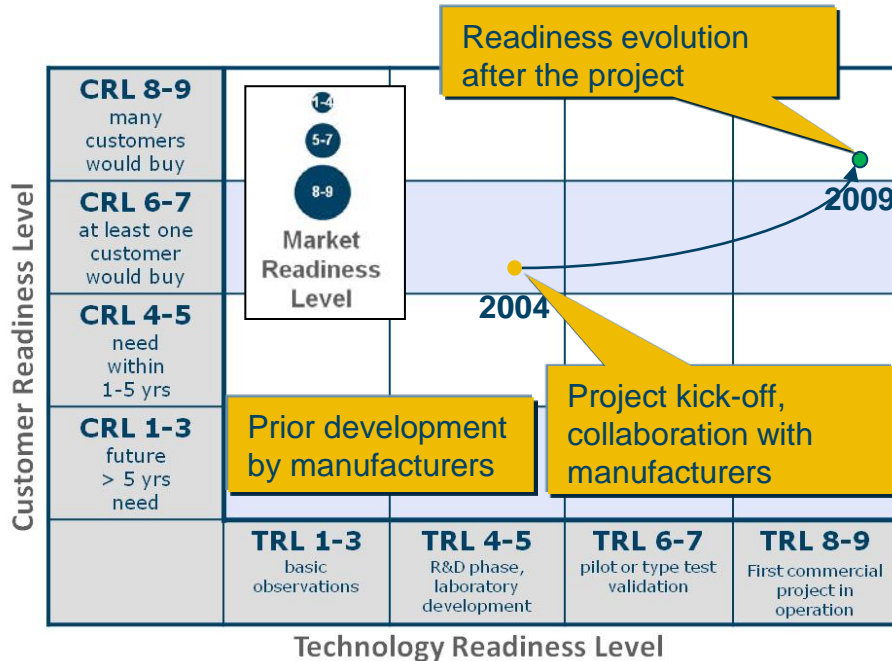 Readiness evolution
after the project
CRL 8-9
many
customers
would buy
1-4
5-7
8-9
Market
Readiness
Level
CRL 6-7
at least one
customer
would buy
2009
2004
CRL 4-5
need
within
1-5 yrs
CRL 1-3
future
> 5 yrs
need
Prior development
by manufacturers
Project kick-off,
collaboration with
manufacturers
Customer Readiness Level
TRL 1-3
basic
observations
TRL 4-5
R&D phase,
laboratory
development
TRL 6-7
pilot or type test
validation
TRL 8-9
First commercial
project in
operation
Technology Readiness Level